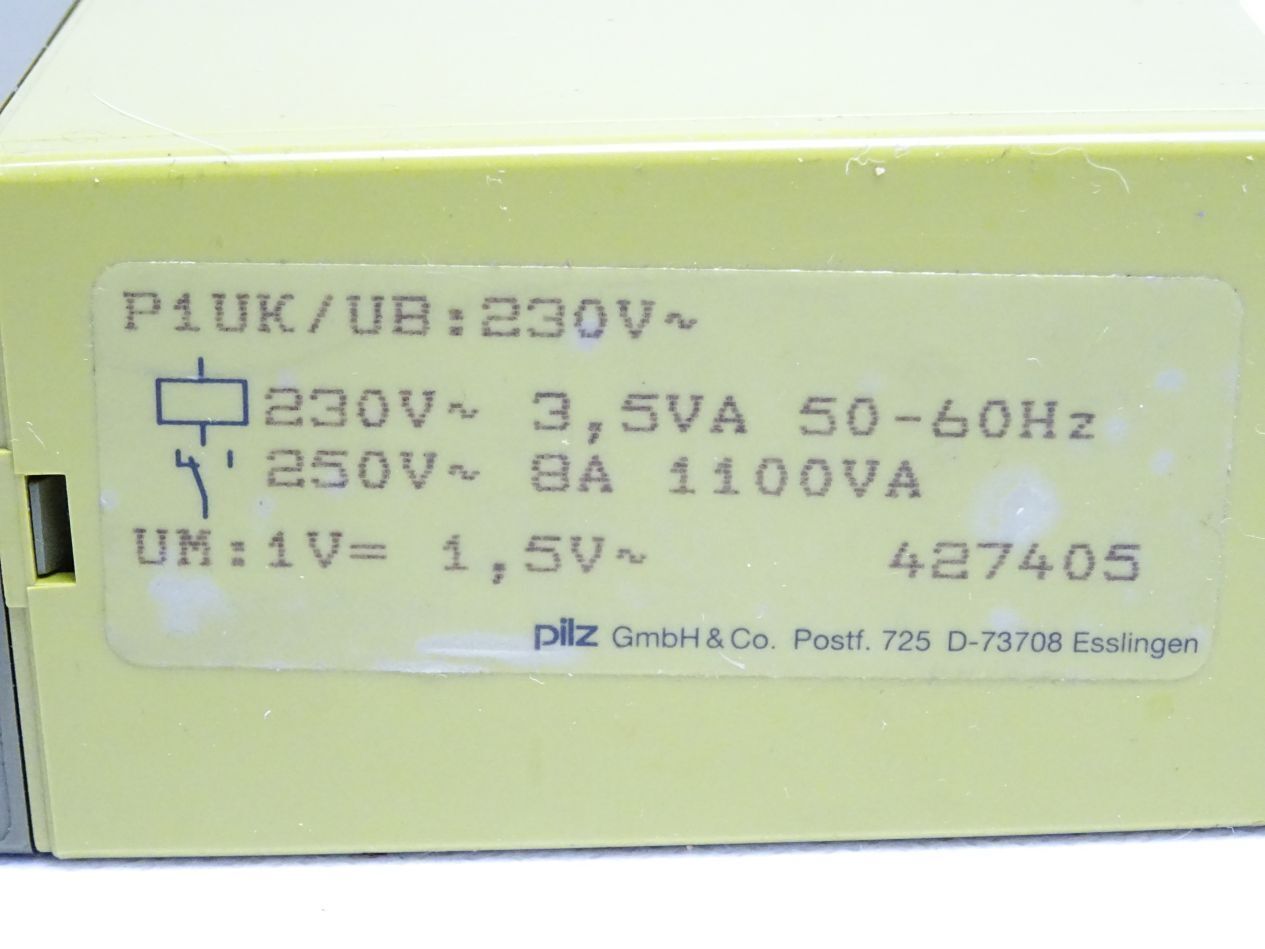 P1UK/UB:230V~
230V~ 3,5VA 50-60Hz
250V~ 8A 1100VA
UM:1V= 1,5V~ 427405
pilz GmbH & Co. Postf. 725 D-73708 Esslingen